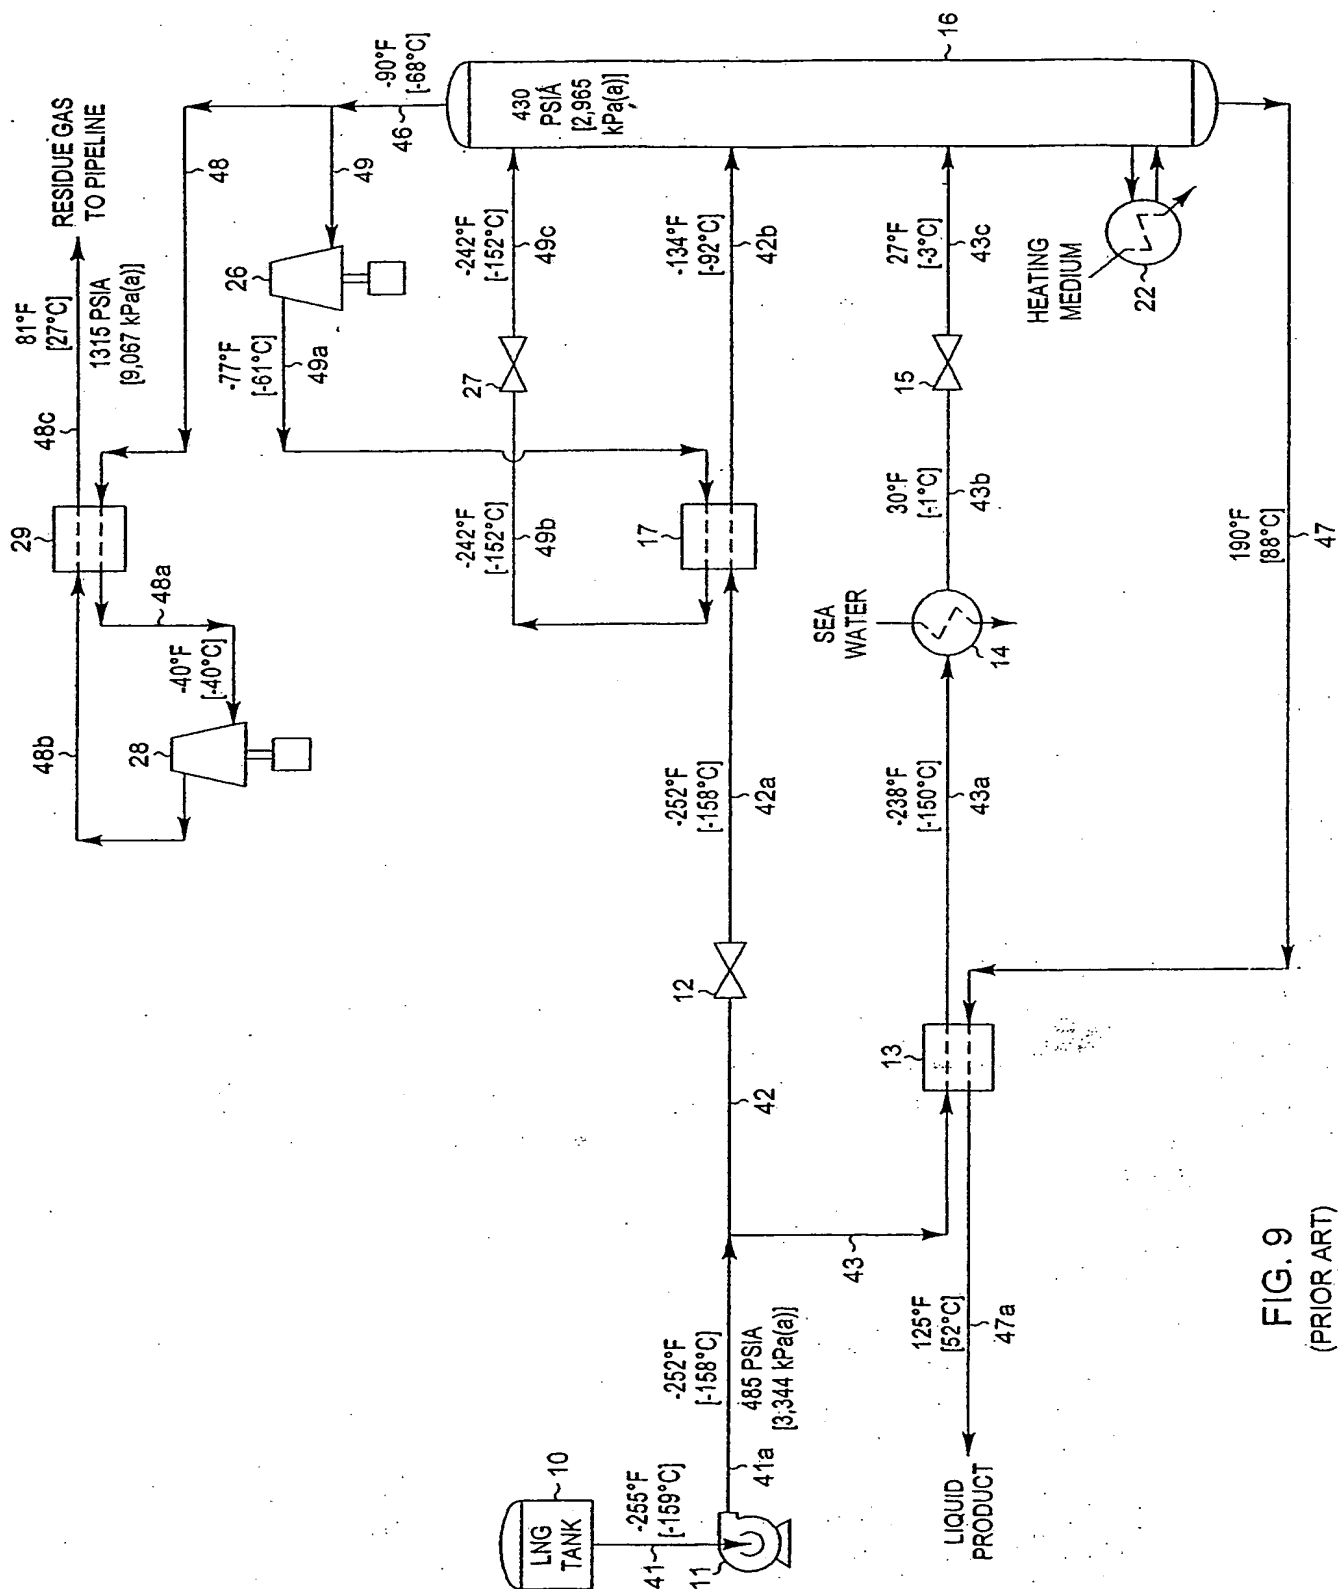 RESIDUE GAS
TO PIPELINE
81°F
[27°C]
1315 PSIA
[9,067 kPa(a)]
48c
29
48b
48a
-40°F
[-40°C]
28
48
-90°F
[-68°C]
46
49
26
-77°F
[-61°C]
49a
16
430
PSIA
[2,965
kPa(a)]
-242°F
[-152°C]
49c
27
-242°F
[-152°C]
49b
17
-134°F
[-92°C]
42b
-252°F
[-158°C]
42a
12
42
27°F
[-3°C]
43c
15
30°F
[-1°C]
43b
SEA
WATER
14
-238°F
[-150°C]
43a
13
43
HEATING
MEDIUM
22
190°F
[88°C]
47
125°F
[52°C]
47a
LIQUID
PRODUCT
-252°F
[-158°C]
485 PSIA
[3,344 kPa(a)]
41a
LNG
TANK
10
-255°F
[-159°C]
41
11
FIG. 9
(PRIOR ART)